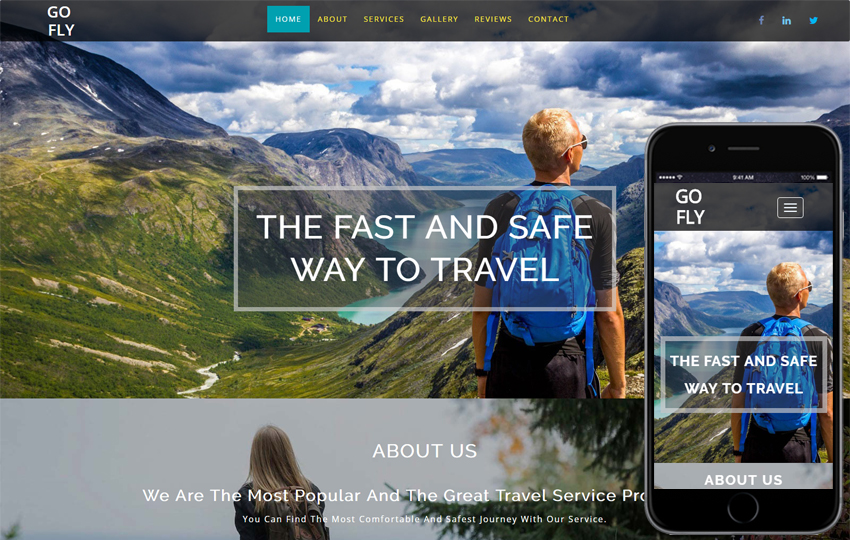 GO
FLY
HOME ABOUT SERVICES GALLERY REVIEWS CONTACT
THE FAST AND SAFE
WAY TO TRAVEL
ABOUT US
We Are The Most Popular And The Great Travel Service Pro
You Can Find The Most Comfortable And Safest Journey With Our Service.
9:41 AM 100%
GO
FLY
THE FAST AND SAFE
WAY TO TRAVEL
ABOUT US